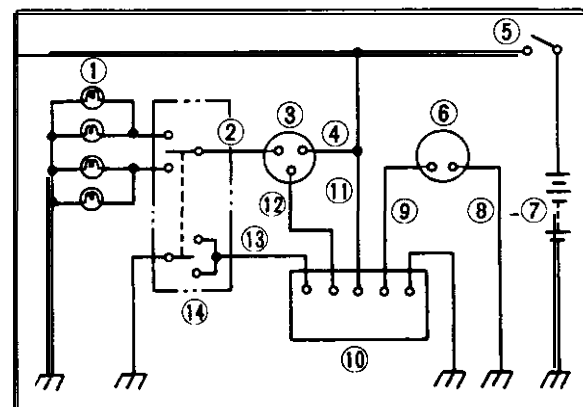 ⑤
①
② ③ ④ ⑥
⑫ ⑪ ⑨ ⑧ ⑦
⑬
⑭
⑩